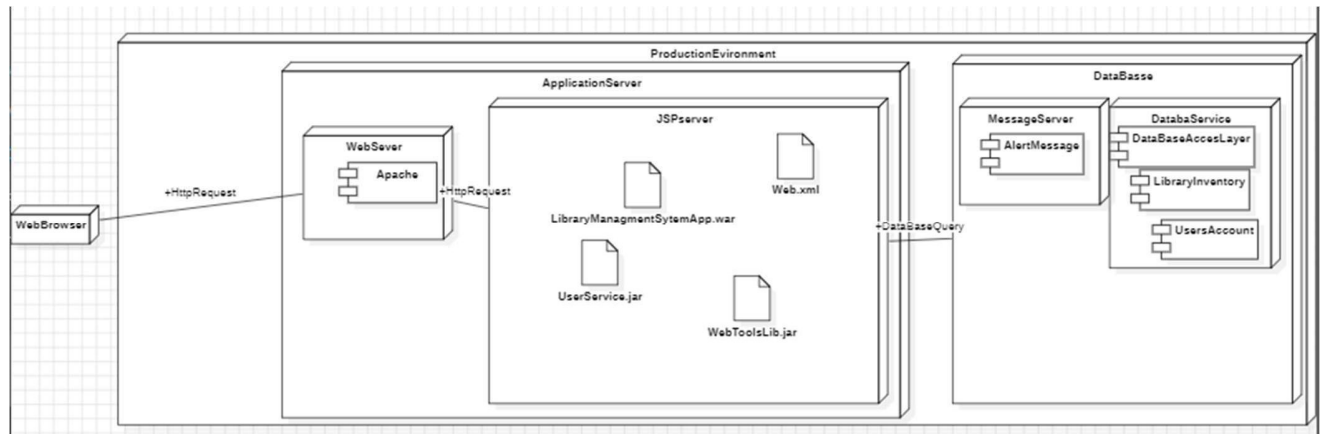 ProductionEvironment
ApplicationServer
DataBasse
JSPserver
MessageServer
DatabaService
WebSever
AlertMessage
DataBaseAccesLayer
Apache
Web.xml
LibraryInventory
+HttpRequest
+HttpRequest
LibraryManagmentSytemApp.war
WebBrowser
+DataBaseQuery
UsersAccount
UserService.jar
WebToolsLib.jar